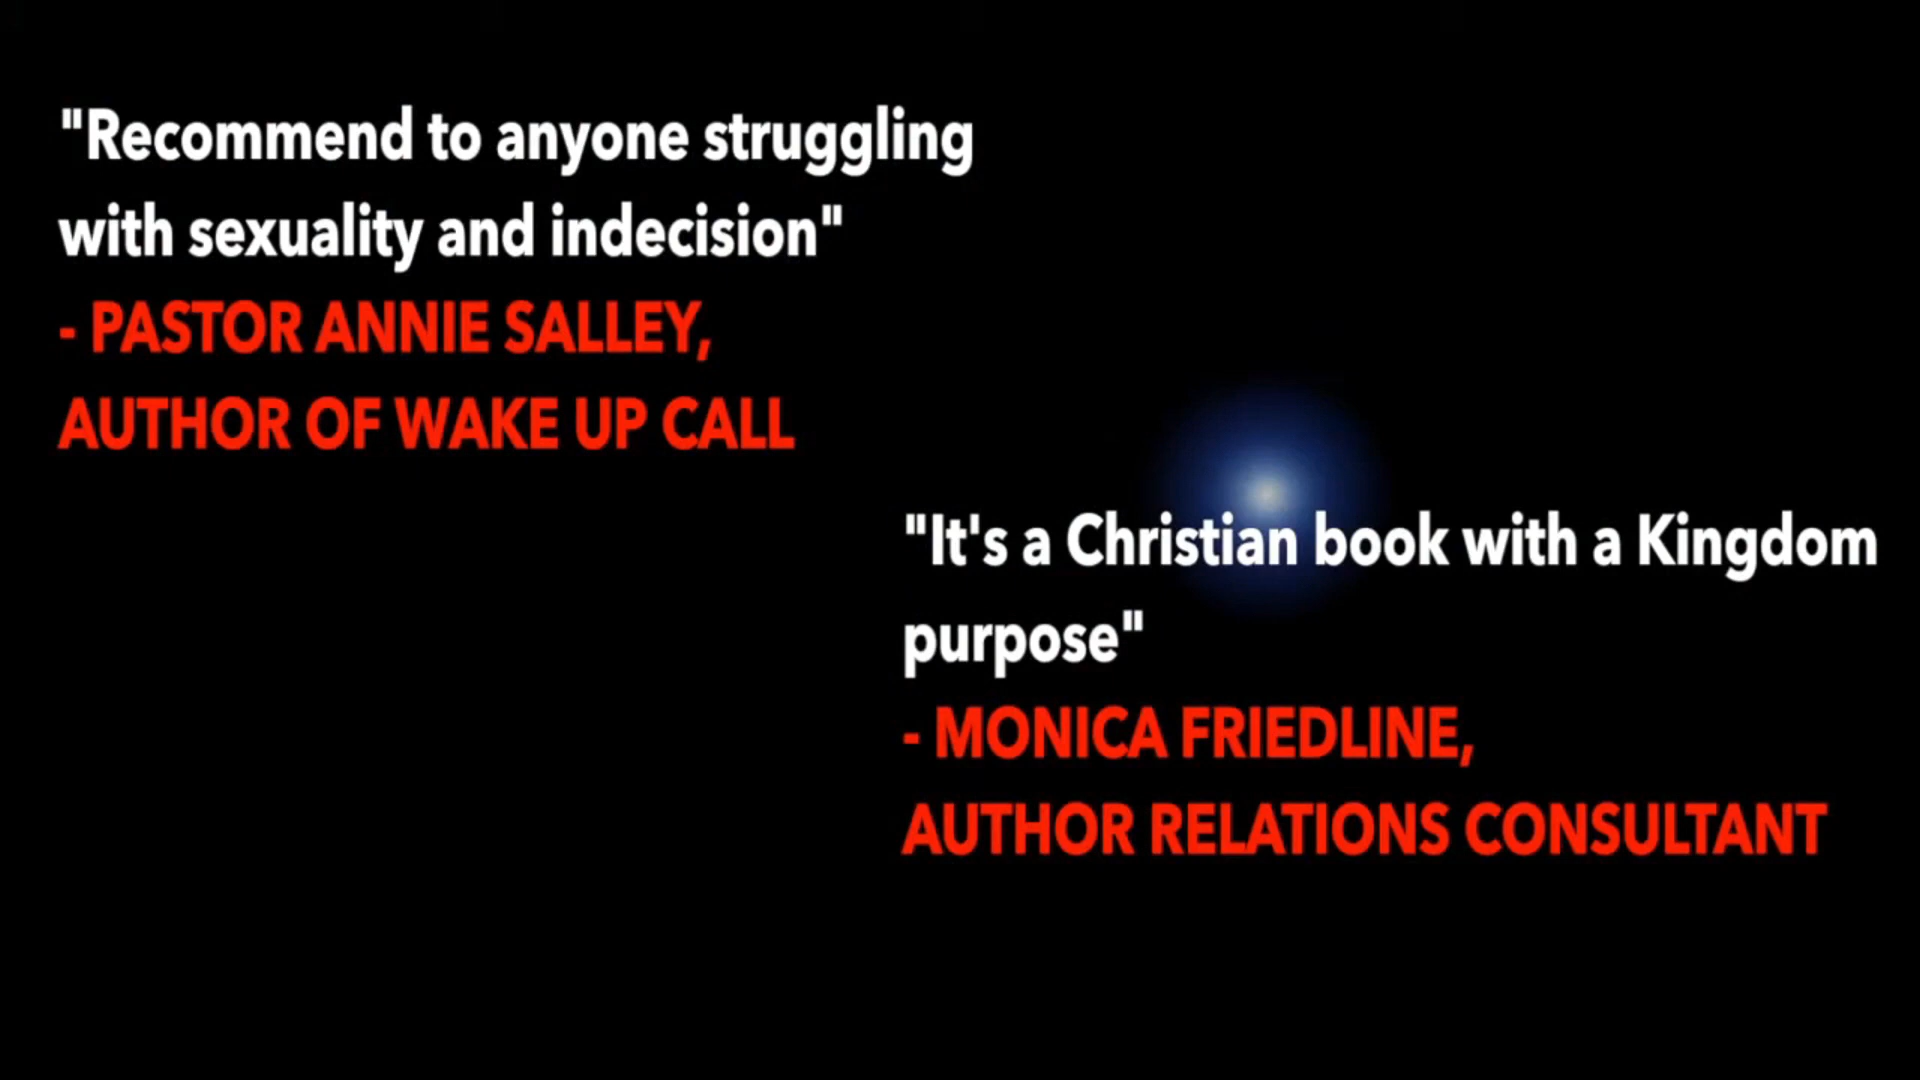 "Recommend to anyone struggling
with sexuality and indecision"
- PASTOR ANNIE SALLEY,
AUTHOR OF WAKE UP CALL
"It's a Christian book with a Kingdom
purpose"
- MONICA FRIEDLINE,
AUTHOR RELATIONS CONSULTANT